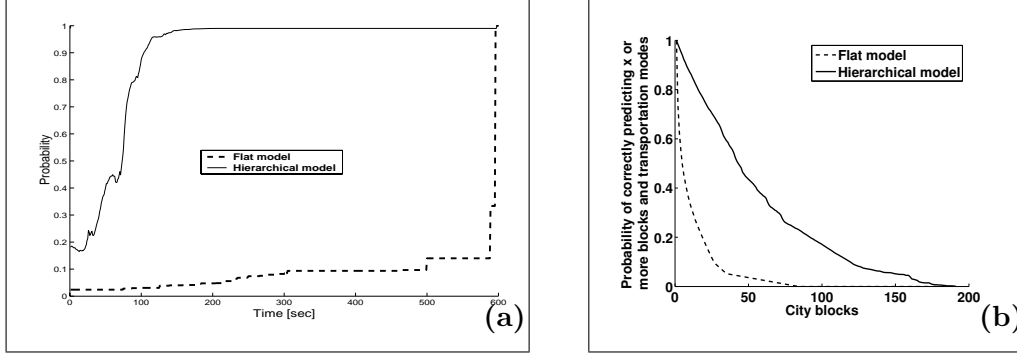 1
0.9
0.8
0.7
0.6
0.5
0.4
0.3
0.2
0.1
0
Probability
Flat model
Hierarchical model
0 100 200 300 400 500 600
Time [sec]
(a)
1
0.8
0.6
0.4
0.2
0
Probability of correctly predicting x or
more blocks and transportation modes
Flat model
Hierarchical model
0 50 100 150 200
City blocks
(b)